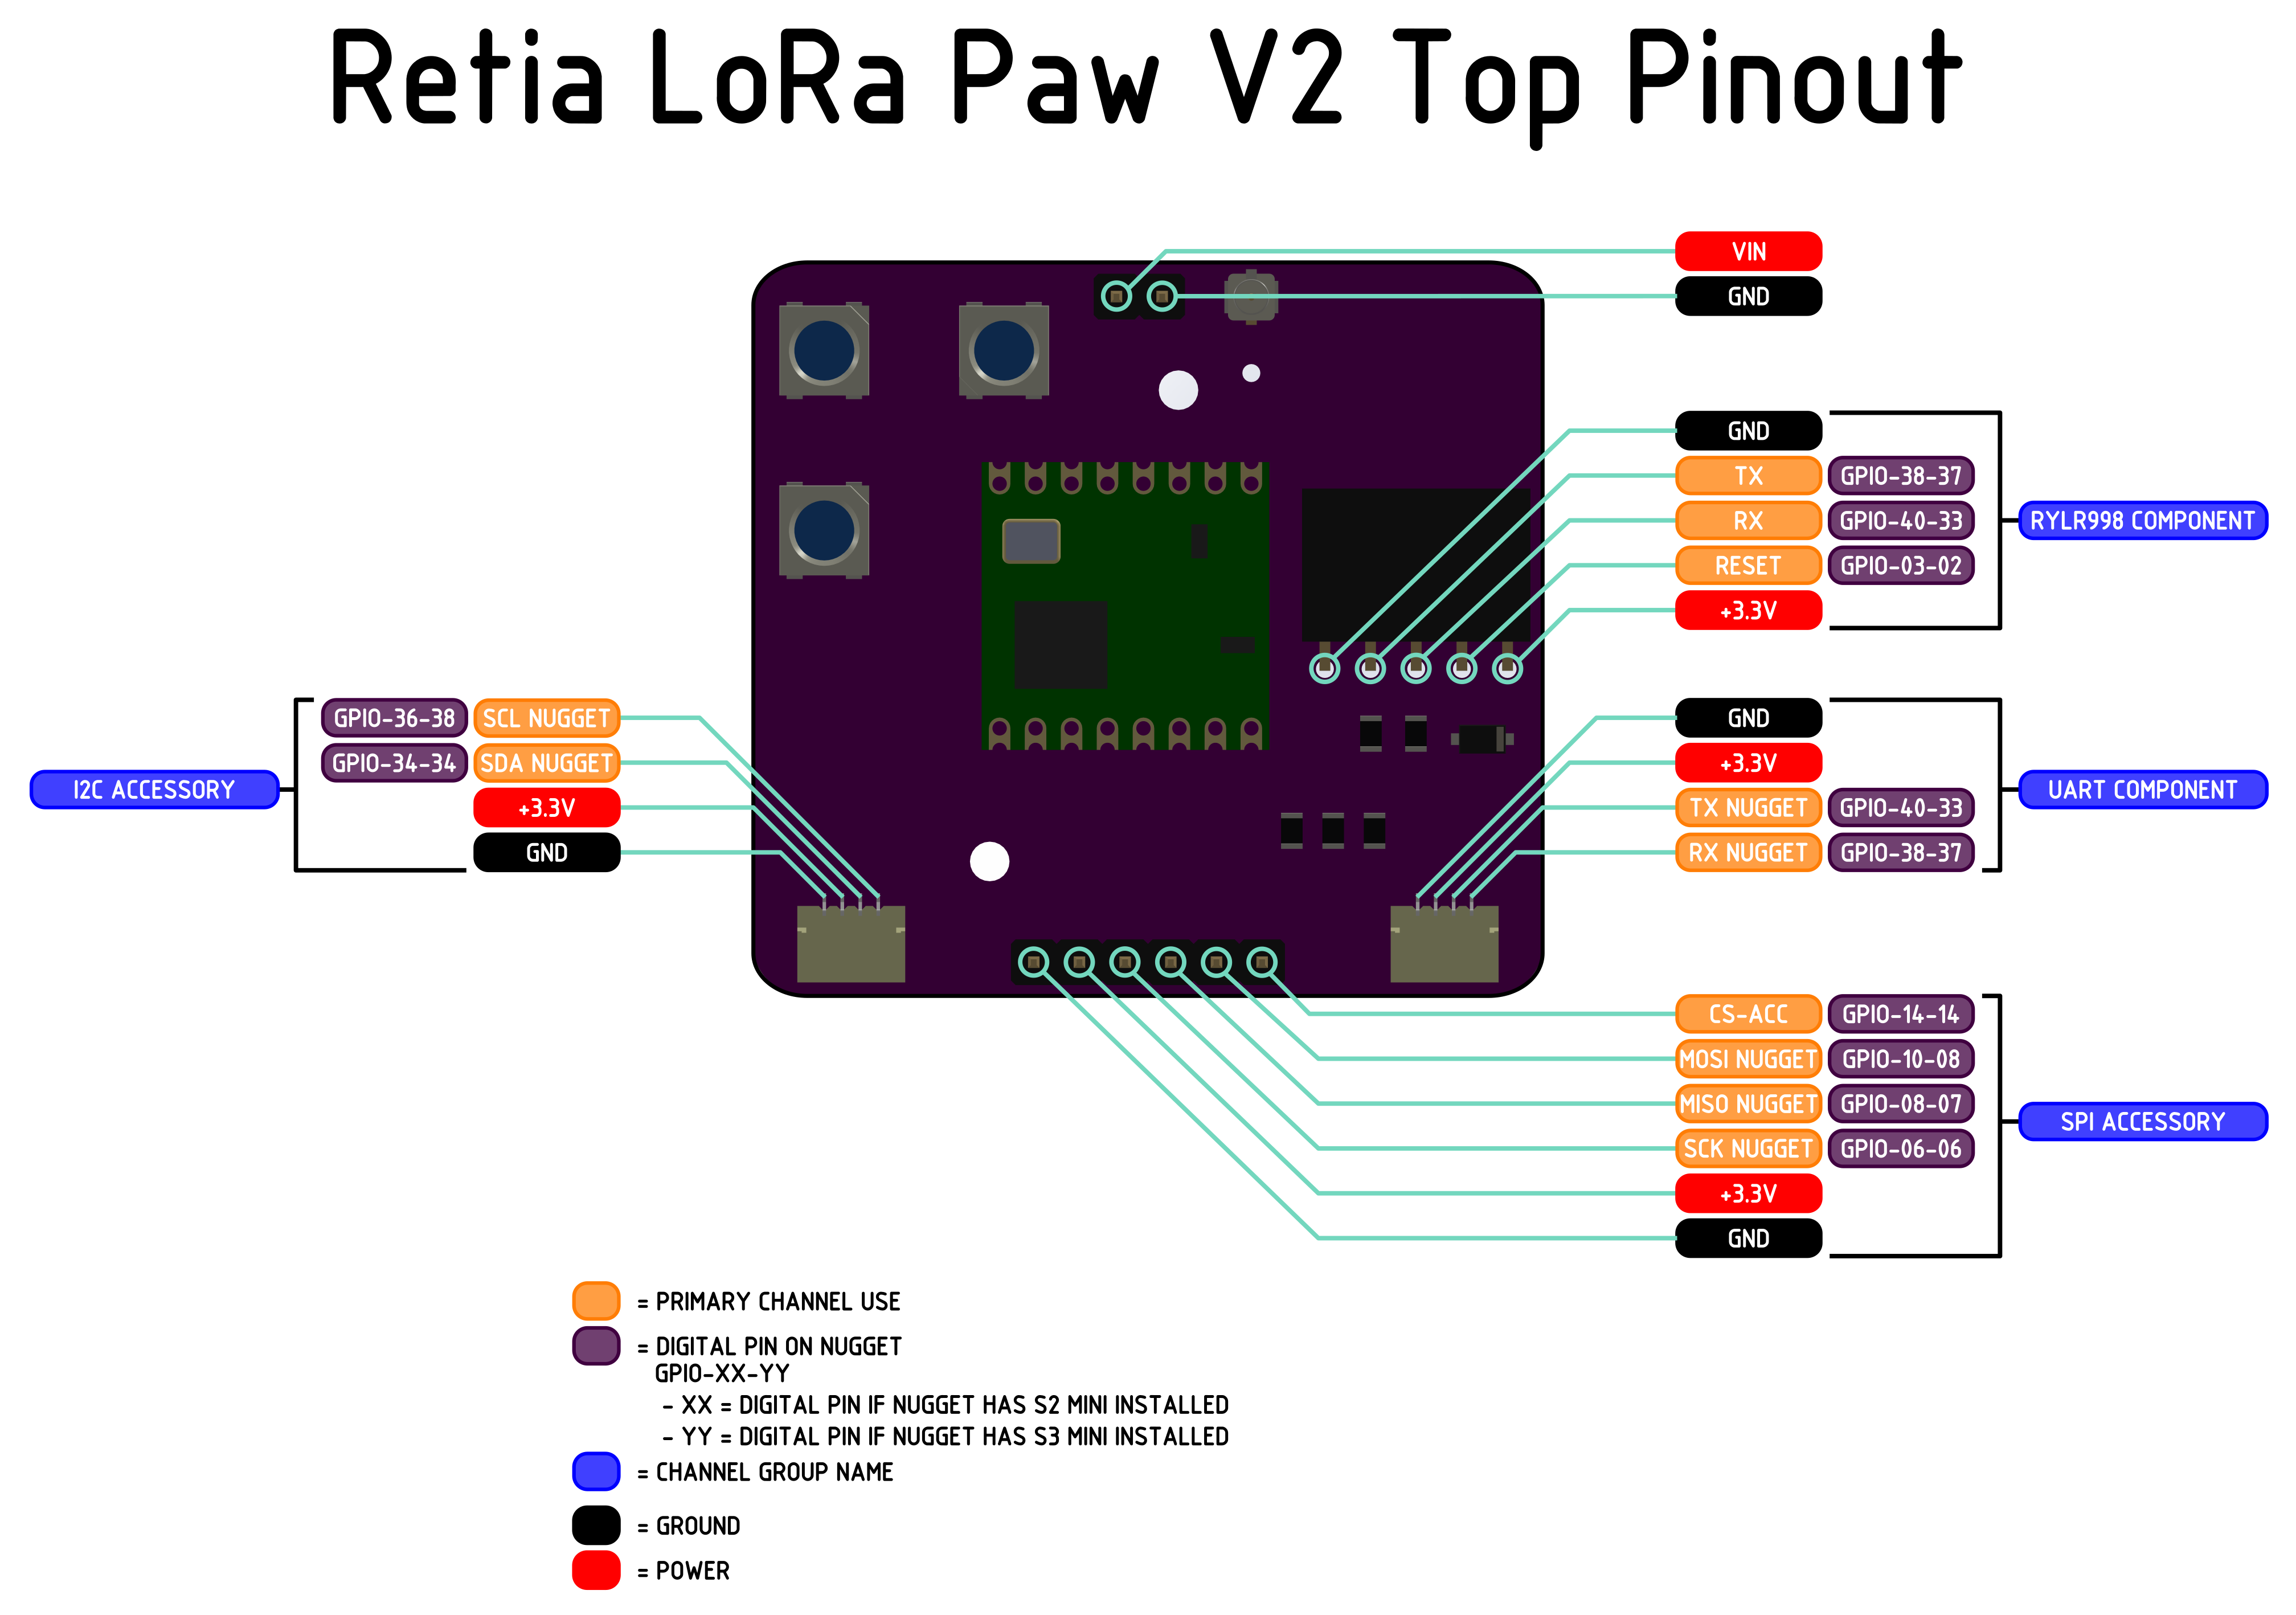 Retia LoRa Paw V2 Top Pinout
VIN
GND
GND
TX GPIO-38-37
RX GPIO-40-33
RESET GPIO-03-02
+3.3V
RYLR998 COMPONENT
GPIO-36-38 SCL NUGGET
GPIO-34-34 SDA NUGGET
+3.3V
GND
I2C ACCESSORY
GND
+3.3V
TX NUGGET GPIO-40-33
RX NUGGET GPIO-38-37
UART COMPONENT
CS-ACC GPIO-14-14
MOSI NUGGET GPIO-10-08
MISO NUGGET GPIO-08-07
SCK NUGGET GPIO-06-06
+3.3V
GND
SPI ACCESSORY
= PRIMARY CHANNEL USE
= DIGITAL PIN ON NUGGET
GPIO-XX-YY
- XX = DIGITAL PIN IF NUGGET HAS S2 MINI INSTALLED
- YY = DIGITAL PIN IF NUGGET HAS S3 MINI INSTALLED
= CHANNEL GROUP NAME
= GROUND
= POWER